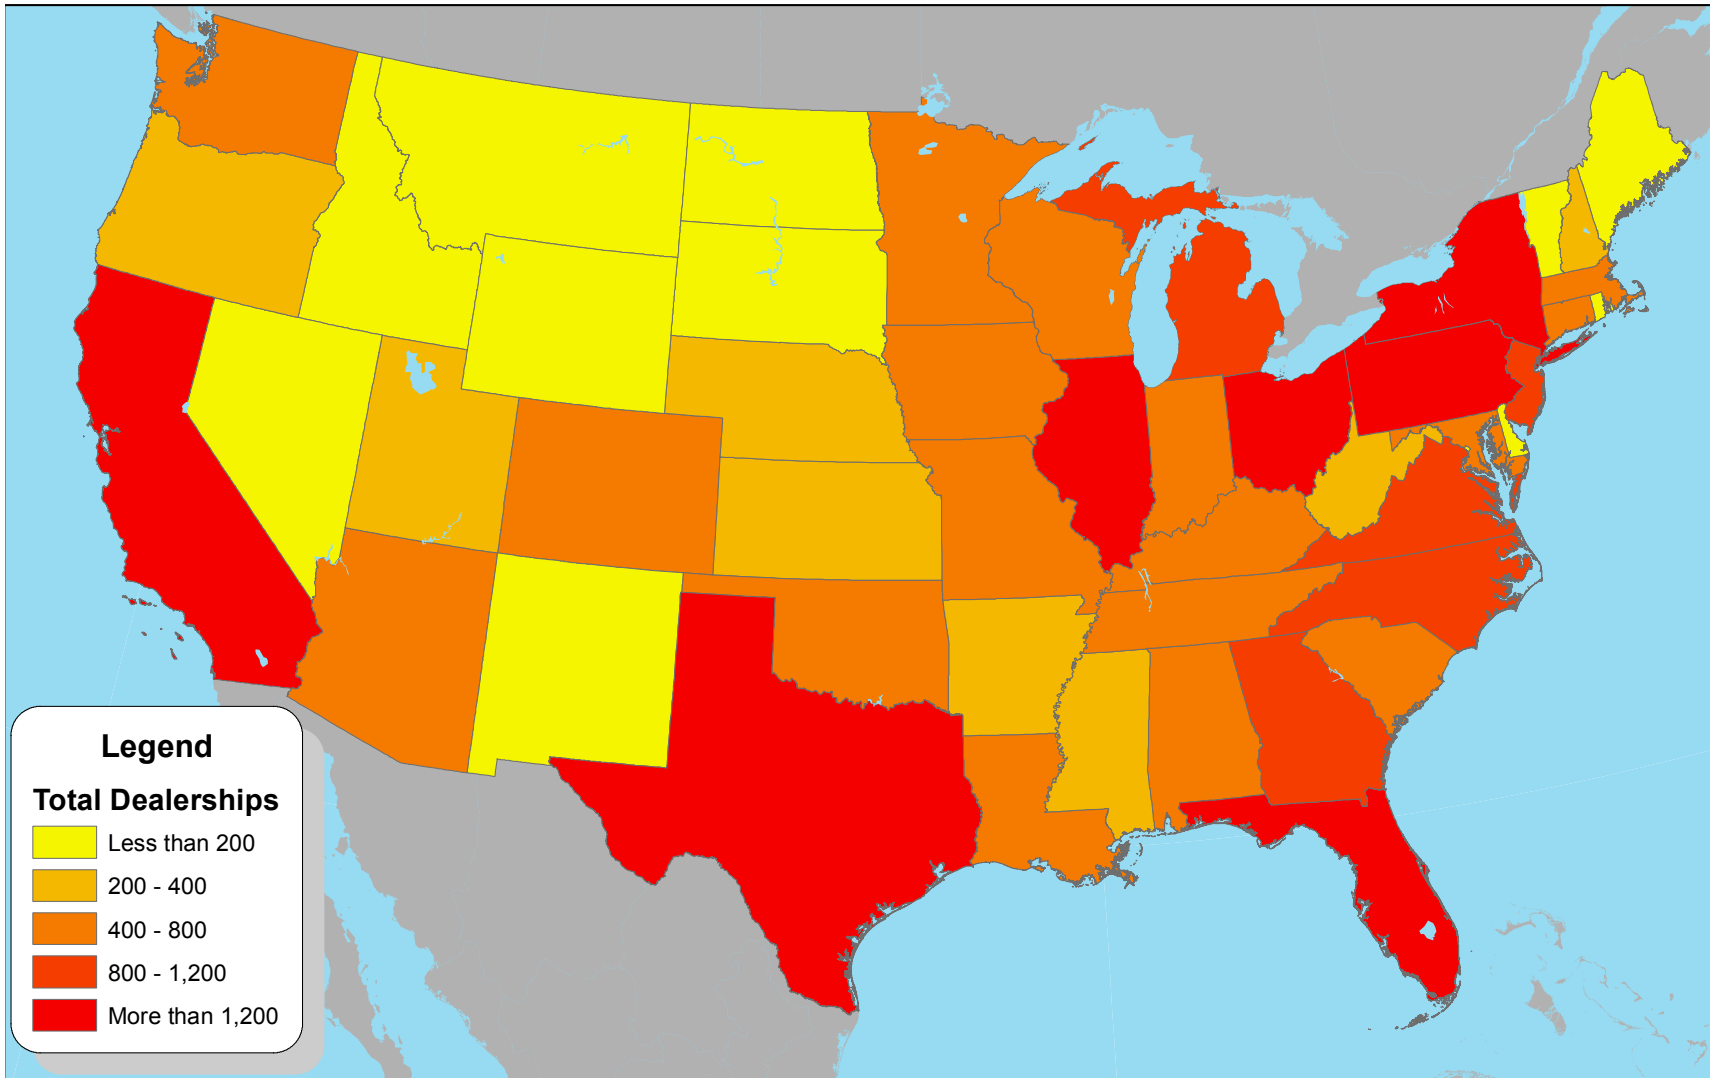 Legend
Total Dealerships
Less than 200
200 - 400
400 - 800
800 - 1,200
More than 1,200